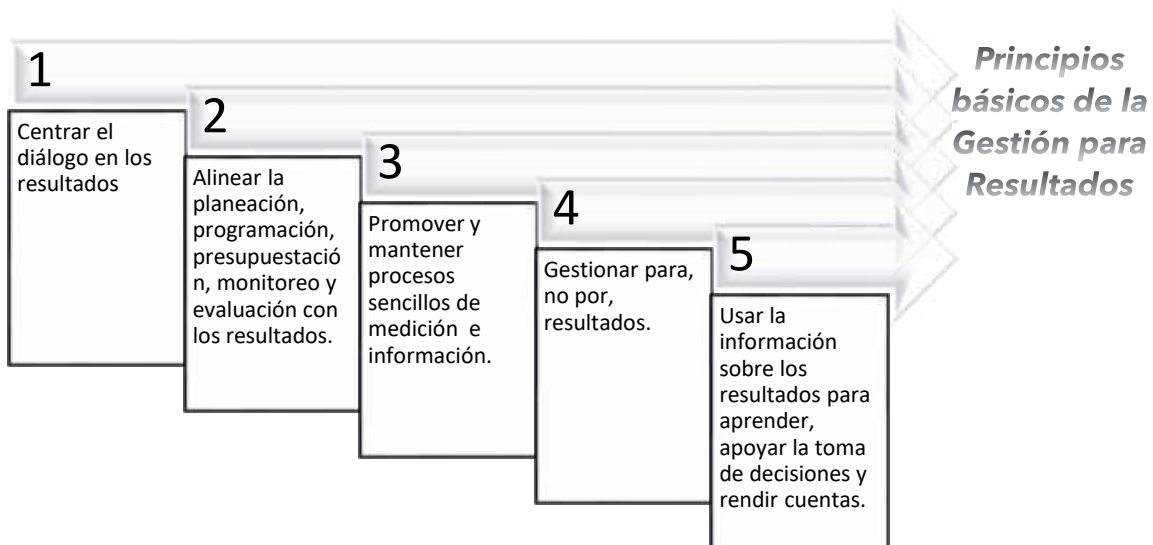 1
Centrar el
diálogo en los
resultados
2
Alinear la
planeación,
programación,
presupuestació
n, monitoreo y
evaluación con
los resultados.
3
Promover y
mantener
procesos
sencillos de
medición e
información.
4
Gestionar para,
no por,
resultados.
5
Usar la
información
sobre los
resultados para
aprender,
apoyar la toma
de decisiones y
rendir cuentas.
Principios
básicos de la
Gestión para
Resultados